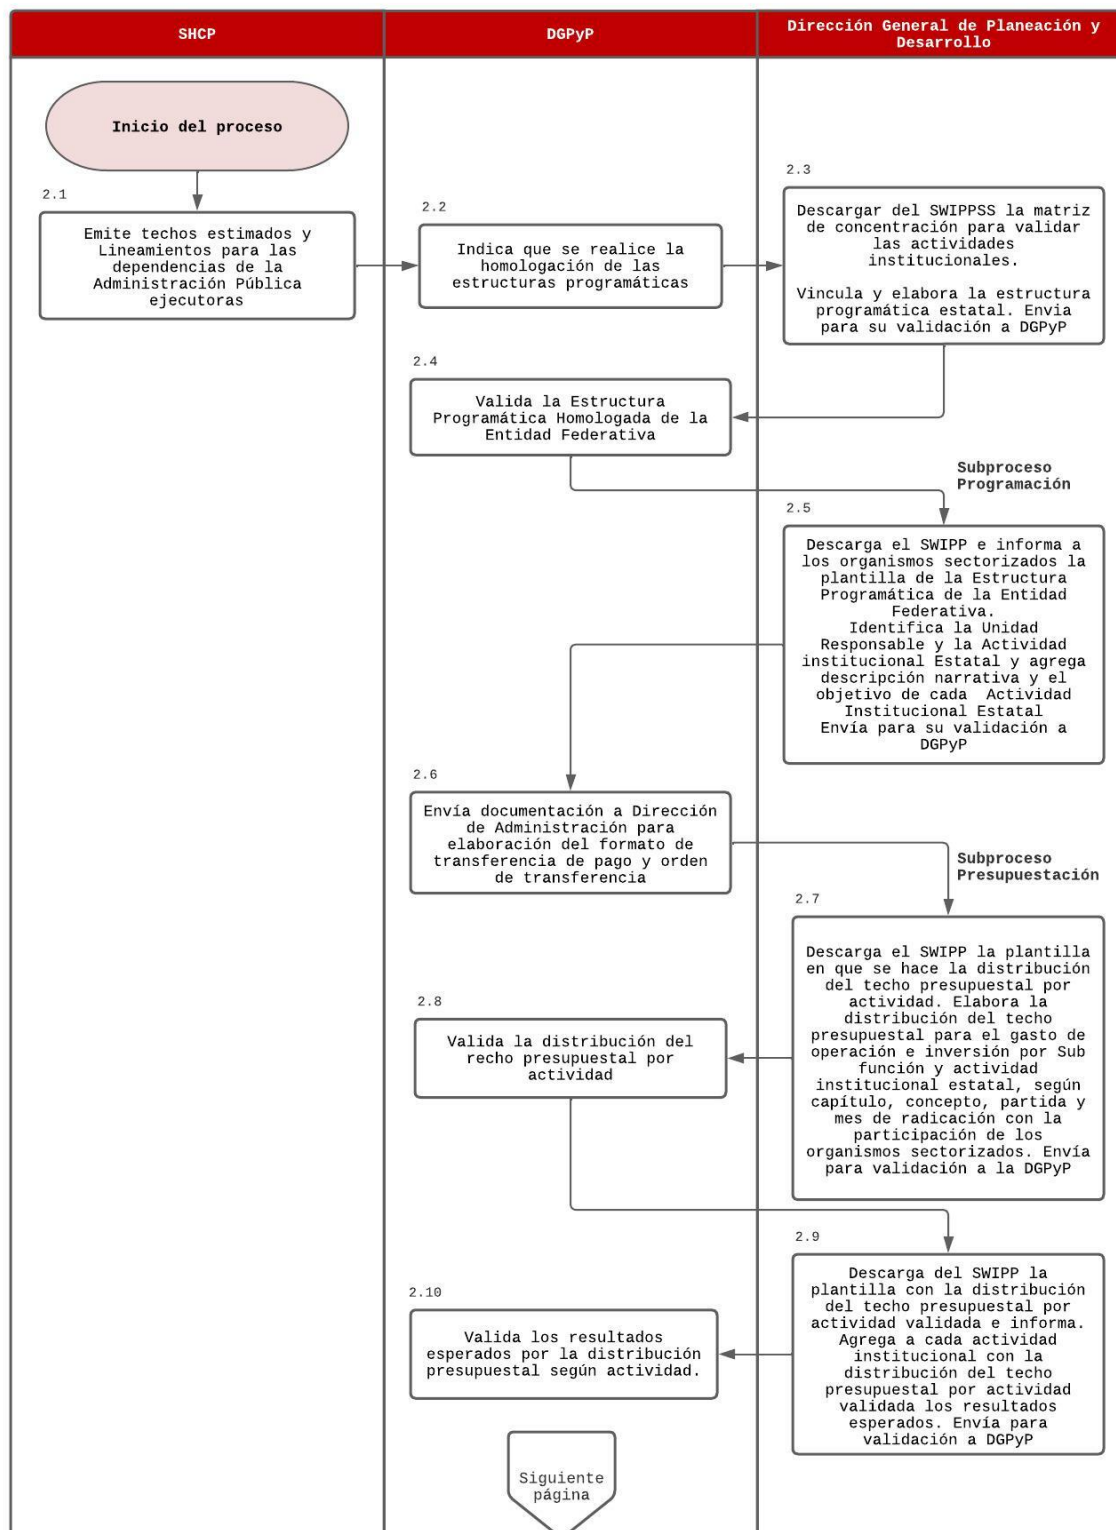 SHCP
DGPyP
Dirección General de Planeación y
Desarrollo
Inicio del proceso
2.1
Emite techos estimados y
Lineamientos para las
dependencias de la
Administración Pública
ejecutoras
2.2
Indica que se realice la
homologación de las
estructuras programáticas
2.3
Descargar del SWIPPSS la matriz
de concentración para validar
las actividades
institucionales.
Vincula y elabora la estructura
programática estatal. Envia
para su validación a DGPyP
2.4
Valida la Estructura
Programática Homologada de la
Entidad Federativa
Subproceso
Programación
2.5
Descarga el SWIPP e informa a
los organismos sectorizados la
plantilla de la Estructura
Programática de la Entidad
Federativa.
Identifica la Unidad
Responsable y la Actividad
institucional Estatal y agrega
descripción narrativa y el
objetivo de cada Actividad
Institucional Estatal
Envía para su validación a
DGPyP
2.6
Envía documentación a Dirección
de Administración para
elaboración del formato de
transferencia de pago y orden
de transferencia
Subproceso
Presupuestación
2.7
Descarga el SWIPP la plantilla
en que se hace la distribución
del techo presupuestal por
actividad. Elabora la
distribución del techo
presupuestal para el gasto de
operación e inversión por Sub
función y actividad
institucional estatal, según
capítulo, concepto, partida y
mes de radicación con la
participación de los
organismos sectorizados. Envía
para validación a la DGPyP
2.8
Valida la distribución del
recho presupuestal por
actividad
2.9
Descarga del SWIPP la
plantilla con la distribución
del techo presupuestal por
actividad validada e informa.
Agrega a cada actividad
institucional con la
distribución del techo
presupuestal por actividad
validada los resultados
esperados. Envía para
validación a DGPyP
2.10
Valida los resultados
esperados por la distribución
presupuestal según actividad.
Siguiente
página